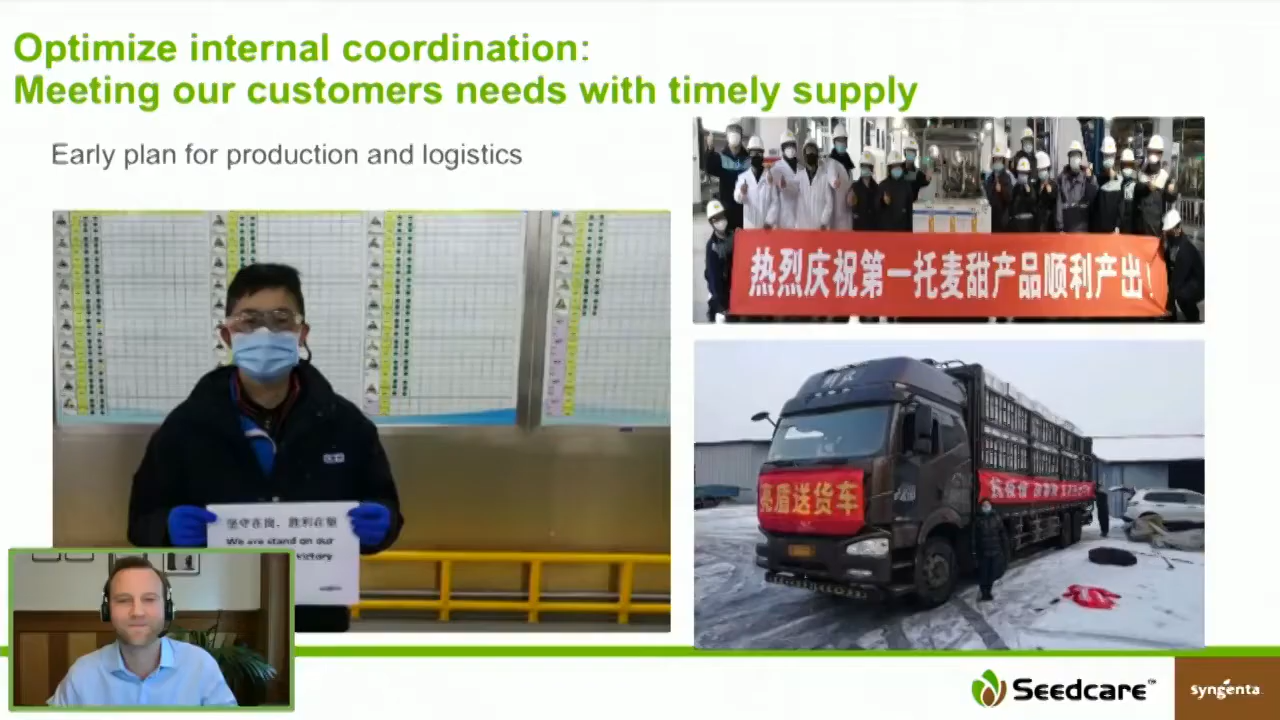 Optimize internal coordination:
Meeting our customers needs with timely supply
Early plan for production and logistics
热烈庆祝第一托麦甜产品顺利产出!
亮盾送货车
坚守在岗,胜利在望
We are stand on our
victory
Seedcare™
syngenta